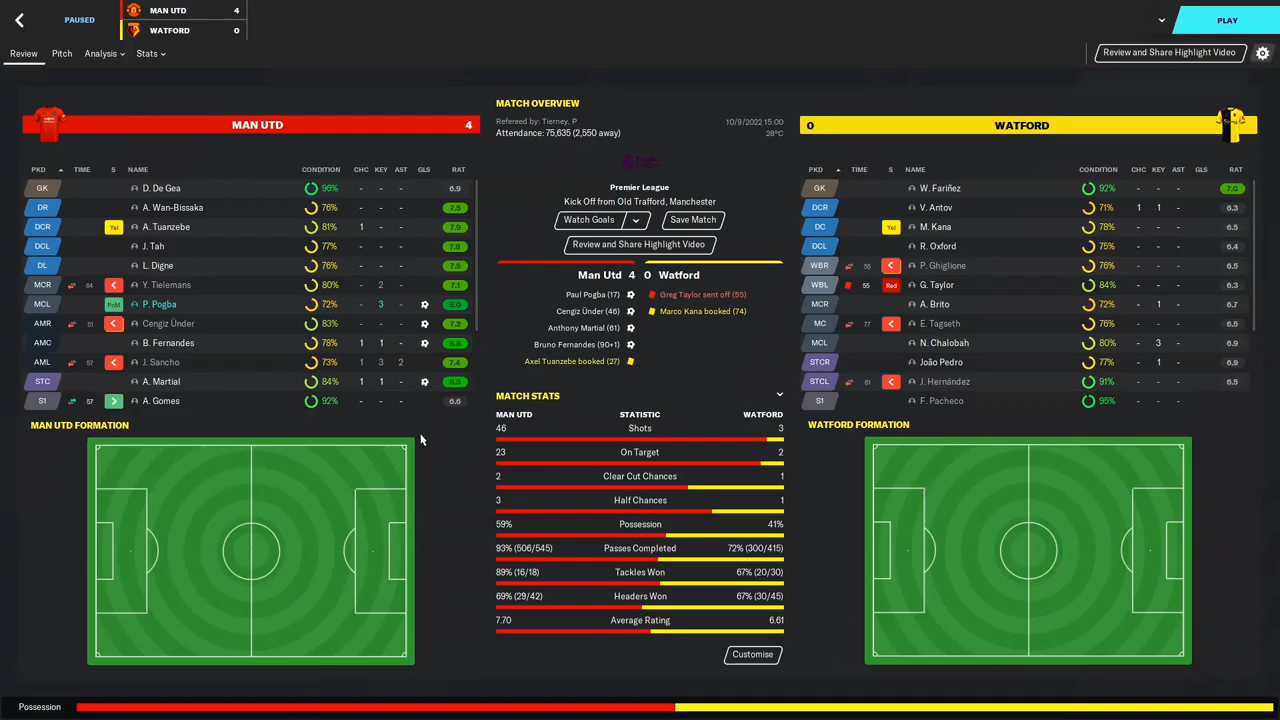 PAUSED
MAN UTD 4
WATFORD 0
PLAY
Review Pitch Analysis Stats
Review and Share Highlight Video
MAN UTD 4
MATCH OVERVIEW
Refereed by: Tierney, P 10/9/2022 15:00
Attendance: 75,635 (2,550 away) 28°C
0 WATFORD
PKD TIME S NAME CONDITION CHC KEY AST GLS RAT
GK D. De Gea 96% - - - 6.9
DR A. Wan-Bissaka 76% - - - 7.5
DCR Yel A. Tuanzebe 81% 1 - - 7.9
DCL J. Tah 77% - - - 7.8
DL L. Digne 76% - - - 7.5
MCR 64 Y. Tielemans 80% - 2 - 7.1
MCL PoM P. Pogba 72% - 3 - 9.0
AMR 51 Cengiz Ünder 83% - - - 7.2
AMC B. Fernandes 78% 1 1 - 8.8
AML 57 J. Sancho 73% 1 3 2 7.4
STC A. Martial 84% 1 1 - 8.3
S1 57 A. Gomes 92% - - - 6.6
Premier League
Kick Off from Old Trafford, Manchester
Watch Goals Save Match
Review and Share Highlight Video
Man Utd 4 0 Watford
Paul Pogba (17) Greg Taylor sent off (55)
Cengiz Ünder (46) Marco Kana booked (74)
Anthony Martial (61)
Bruno Fernandes (90+1)
Axel Tuanzebe booked (27)
PKD TIME S NAME CONDITION CHC KEY AST GLS RAT
GK W. Fariñez 92% - - - 7.0
DCR V. Antov 71% 1 1 - 6.3
DC Yel M. Kana 78% - - - 6.5
DCL R. Oxford 75% - - - 6.4
WBR 55 P. Ghiglione 76% - - - 6.3
WBL 55 Red G. Taylor 84% - - - 6.3
MCR A. Brito 72% - 1 - 6.7
MC 77 E. Tagseth 76% - - - 6.5
MCL N. Chalobah 80% - 3 - 6.9
STCR João Pedro 77% - 1 - 6.9
STCL 61 J. Hernández 91% - - - 6.5
S1 F. Pacheco 95% - - -
MATCH STATS
MAN UTD STATISTIC WATFORD
46 Shots 3
23 On Target 2
2 Clear Cut Chances 1
3 Half Chances 1
59% Possession 41%
93% (506/545) Passes Completed 72% (300/415)
89% (16/18) Tackles Won 67% (20/30)
69% (29/42) Headers Won 67% (30/45)
7.70 Average Rating 6.61
Customise
MAN UTD FORMATION
WATFORD FORMATION
Possession